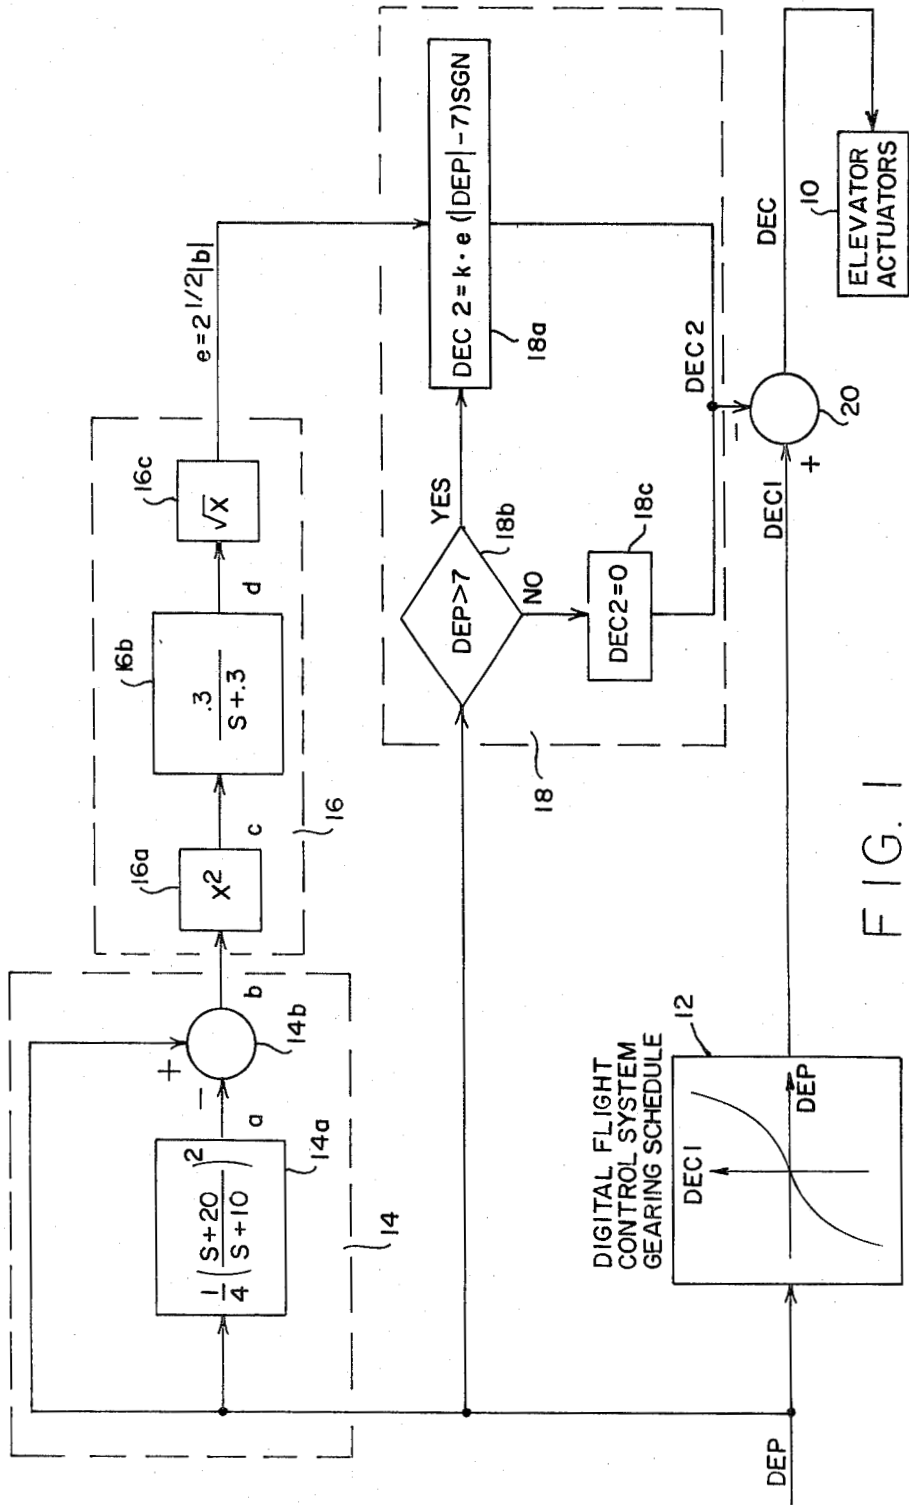 DEP
14
1/4 ((S+20)/(S+10))^2
14a
a
−
+
14b
b
16
16a
X^2
c
16b
.3/(S+.3)
d
16c
√X
e=2^1/2|b|
18
DEP>7
18b
YES
NO
18c
DEC2=0
DEC 2=k•e (|DEP|−7)SGN
18a
DEC 2
DIGITAL FLIGHT
CONTROL SYSTEM
GEARING SCHEDULE
12
DEC1
DEP
DEC1
+
−
20
DEC
10
ELEVATOR
ACTUATORS
FIG. 1